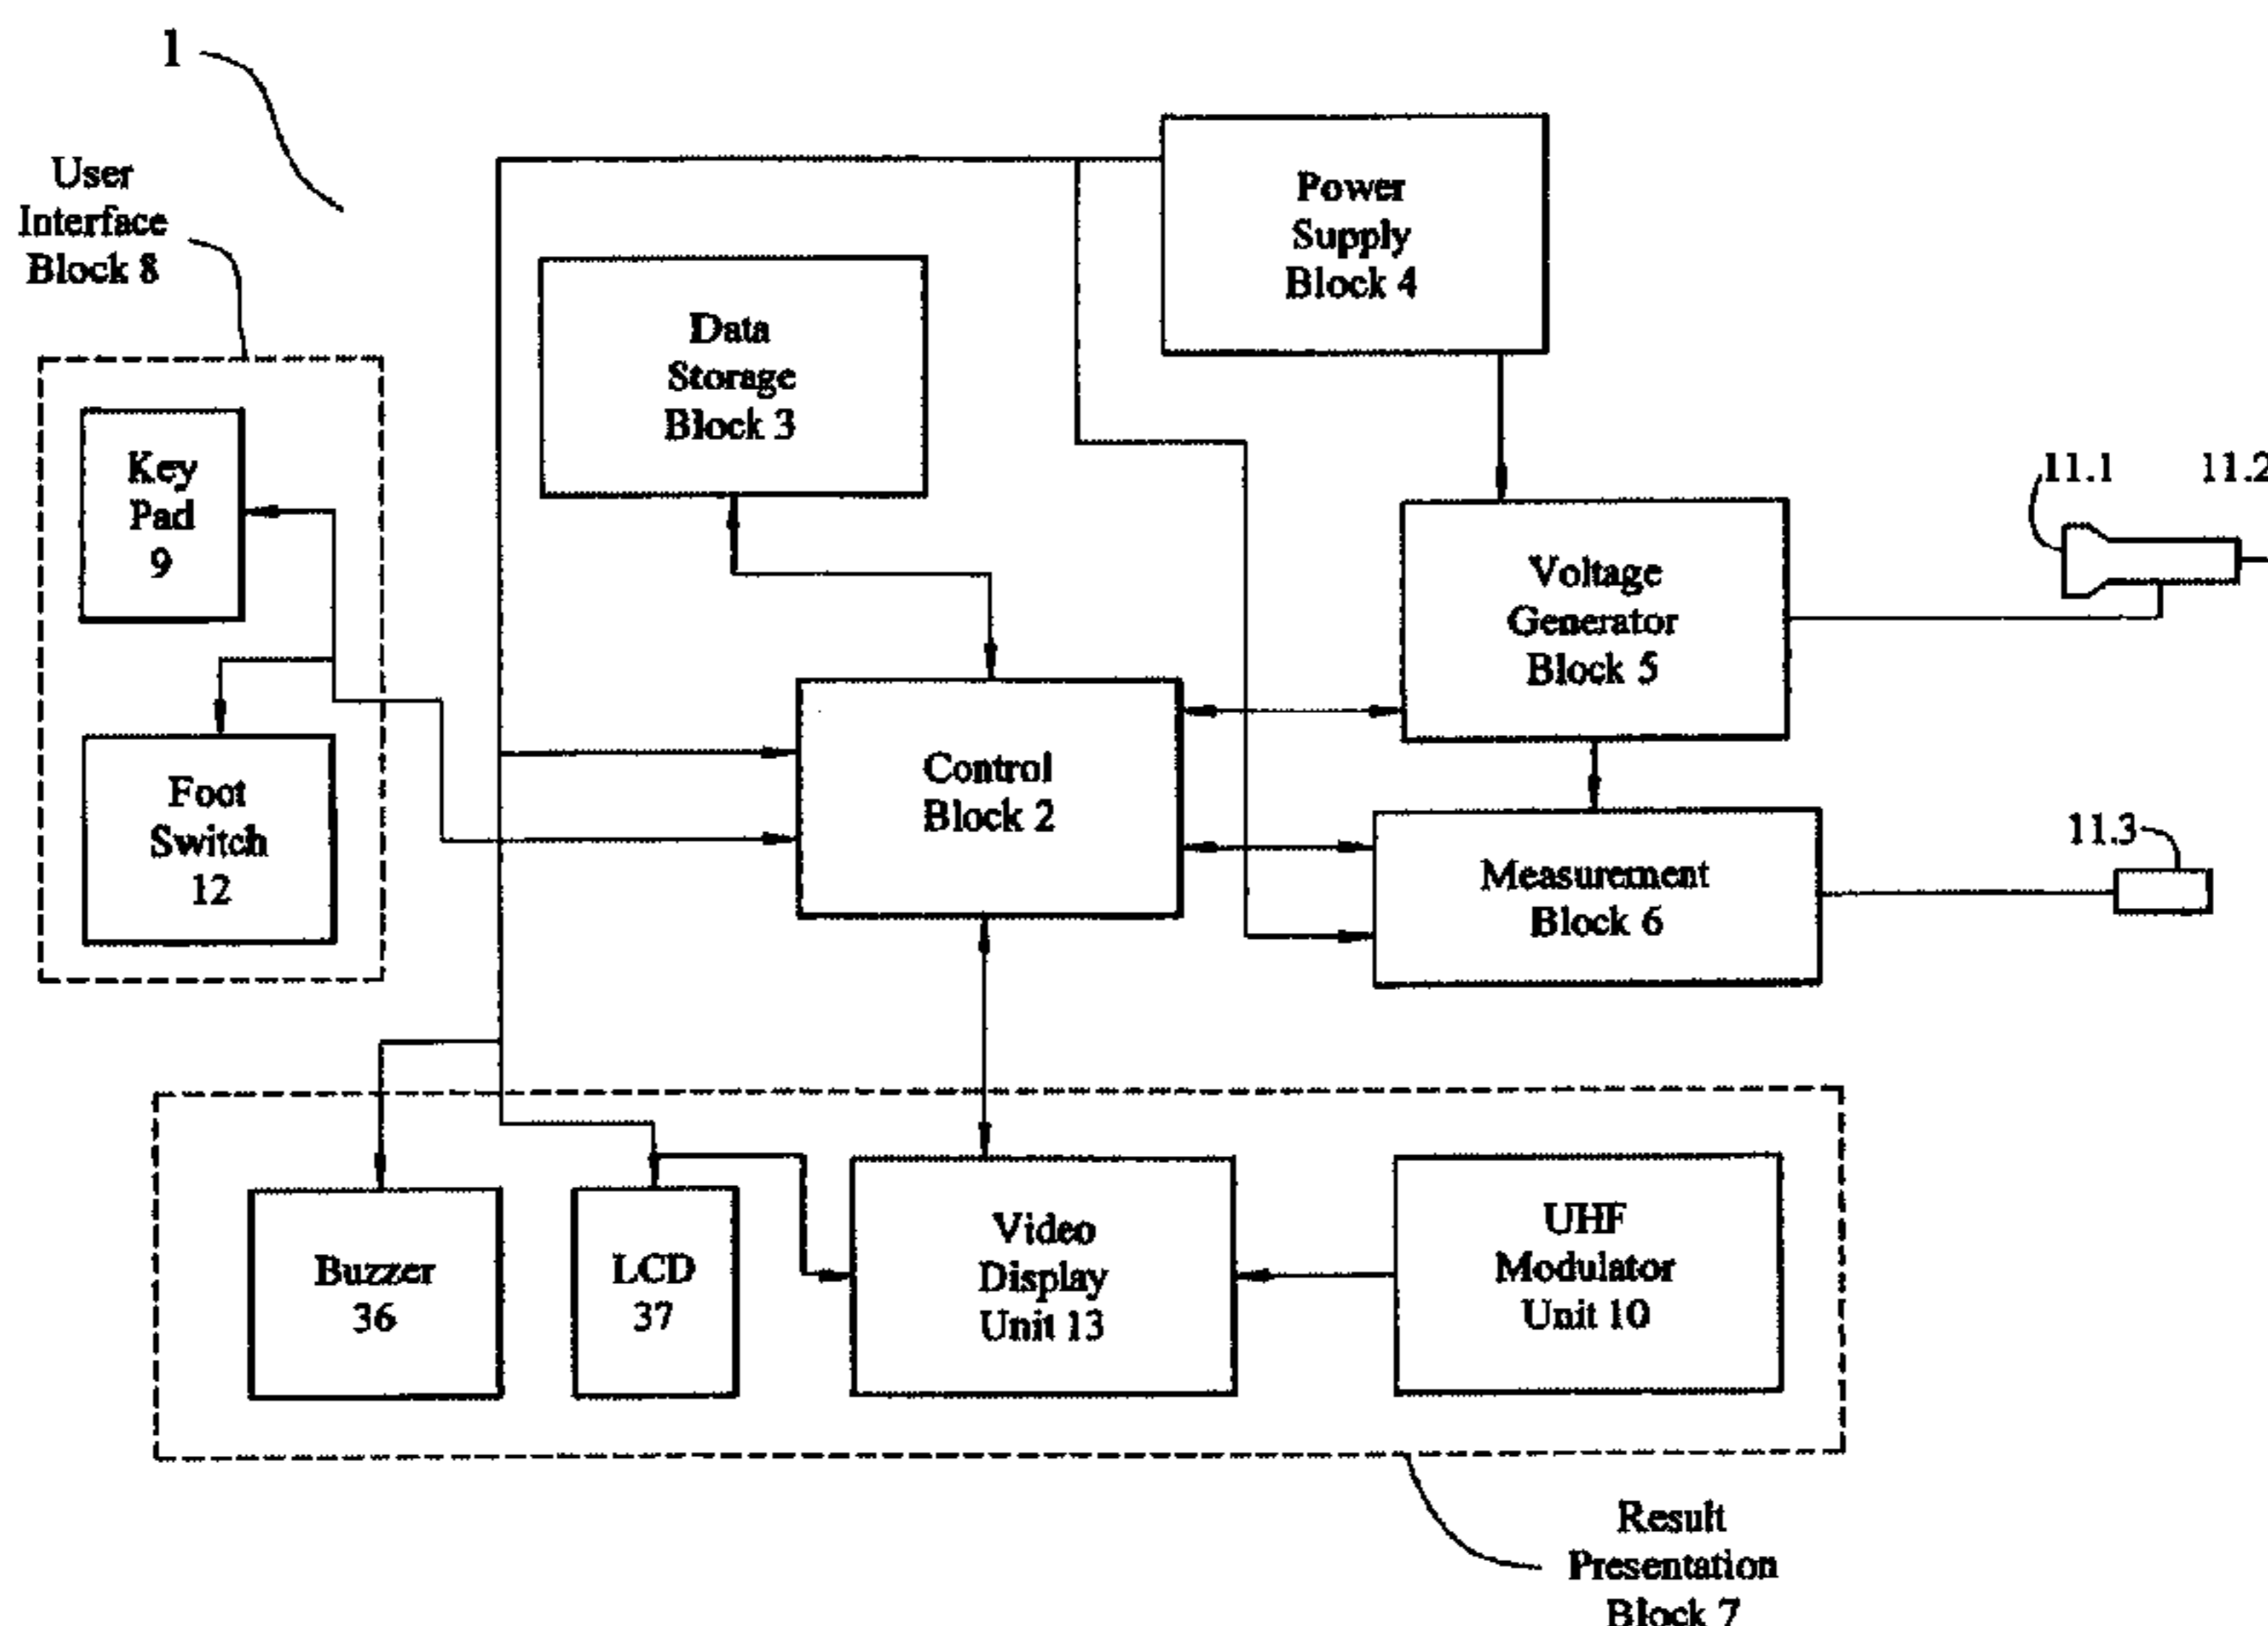 1
User
Interface
Block 8
Power
Supply
Block 4
Data
Storage
Block 3
Key
Pad
9
11.1
11.2
Voltage
Generator
Block 5
Foot
Switch
12
Control
Block 2
Measurement
Block 6
11.3
Buzzer
36
LCD
37
Video
Display
Unit 13
UHF
Modulator
Unit 10
Result
Presentation
Block 7